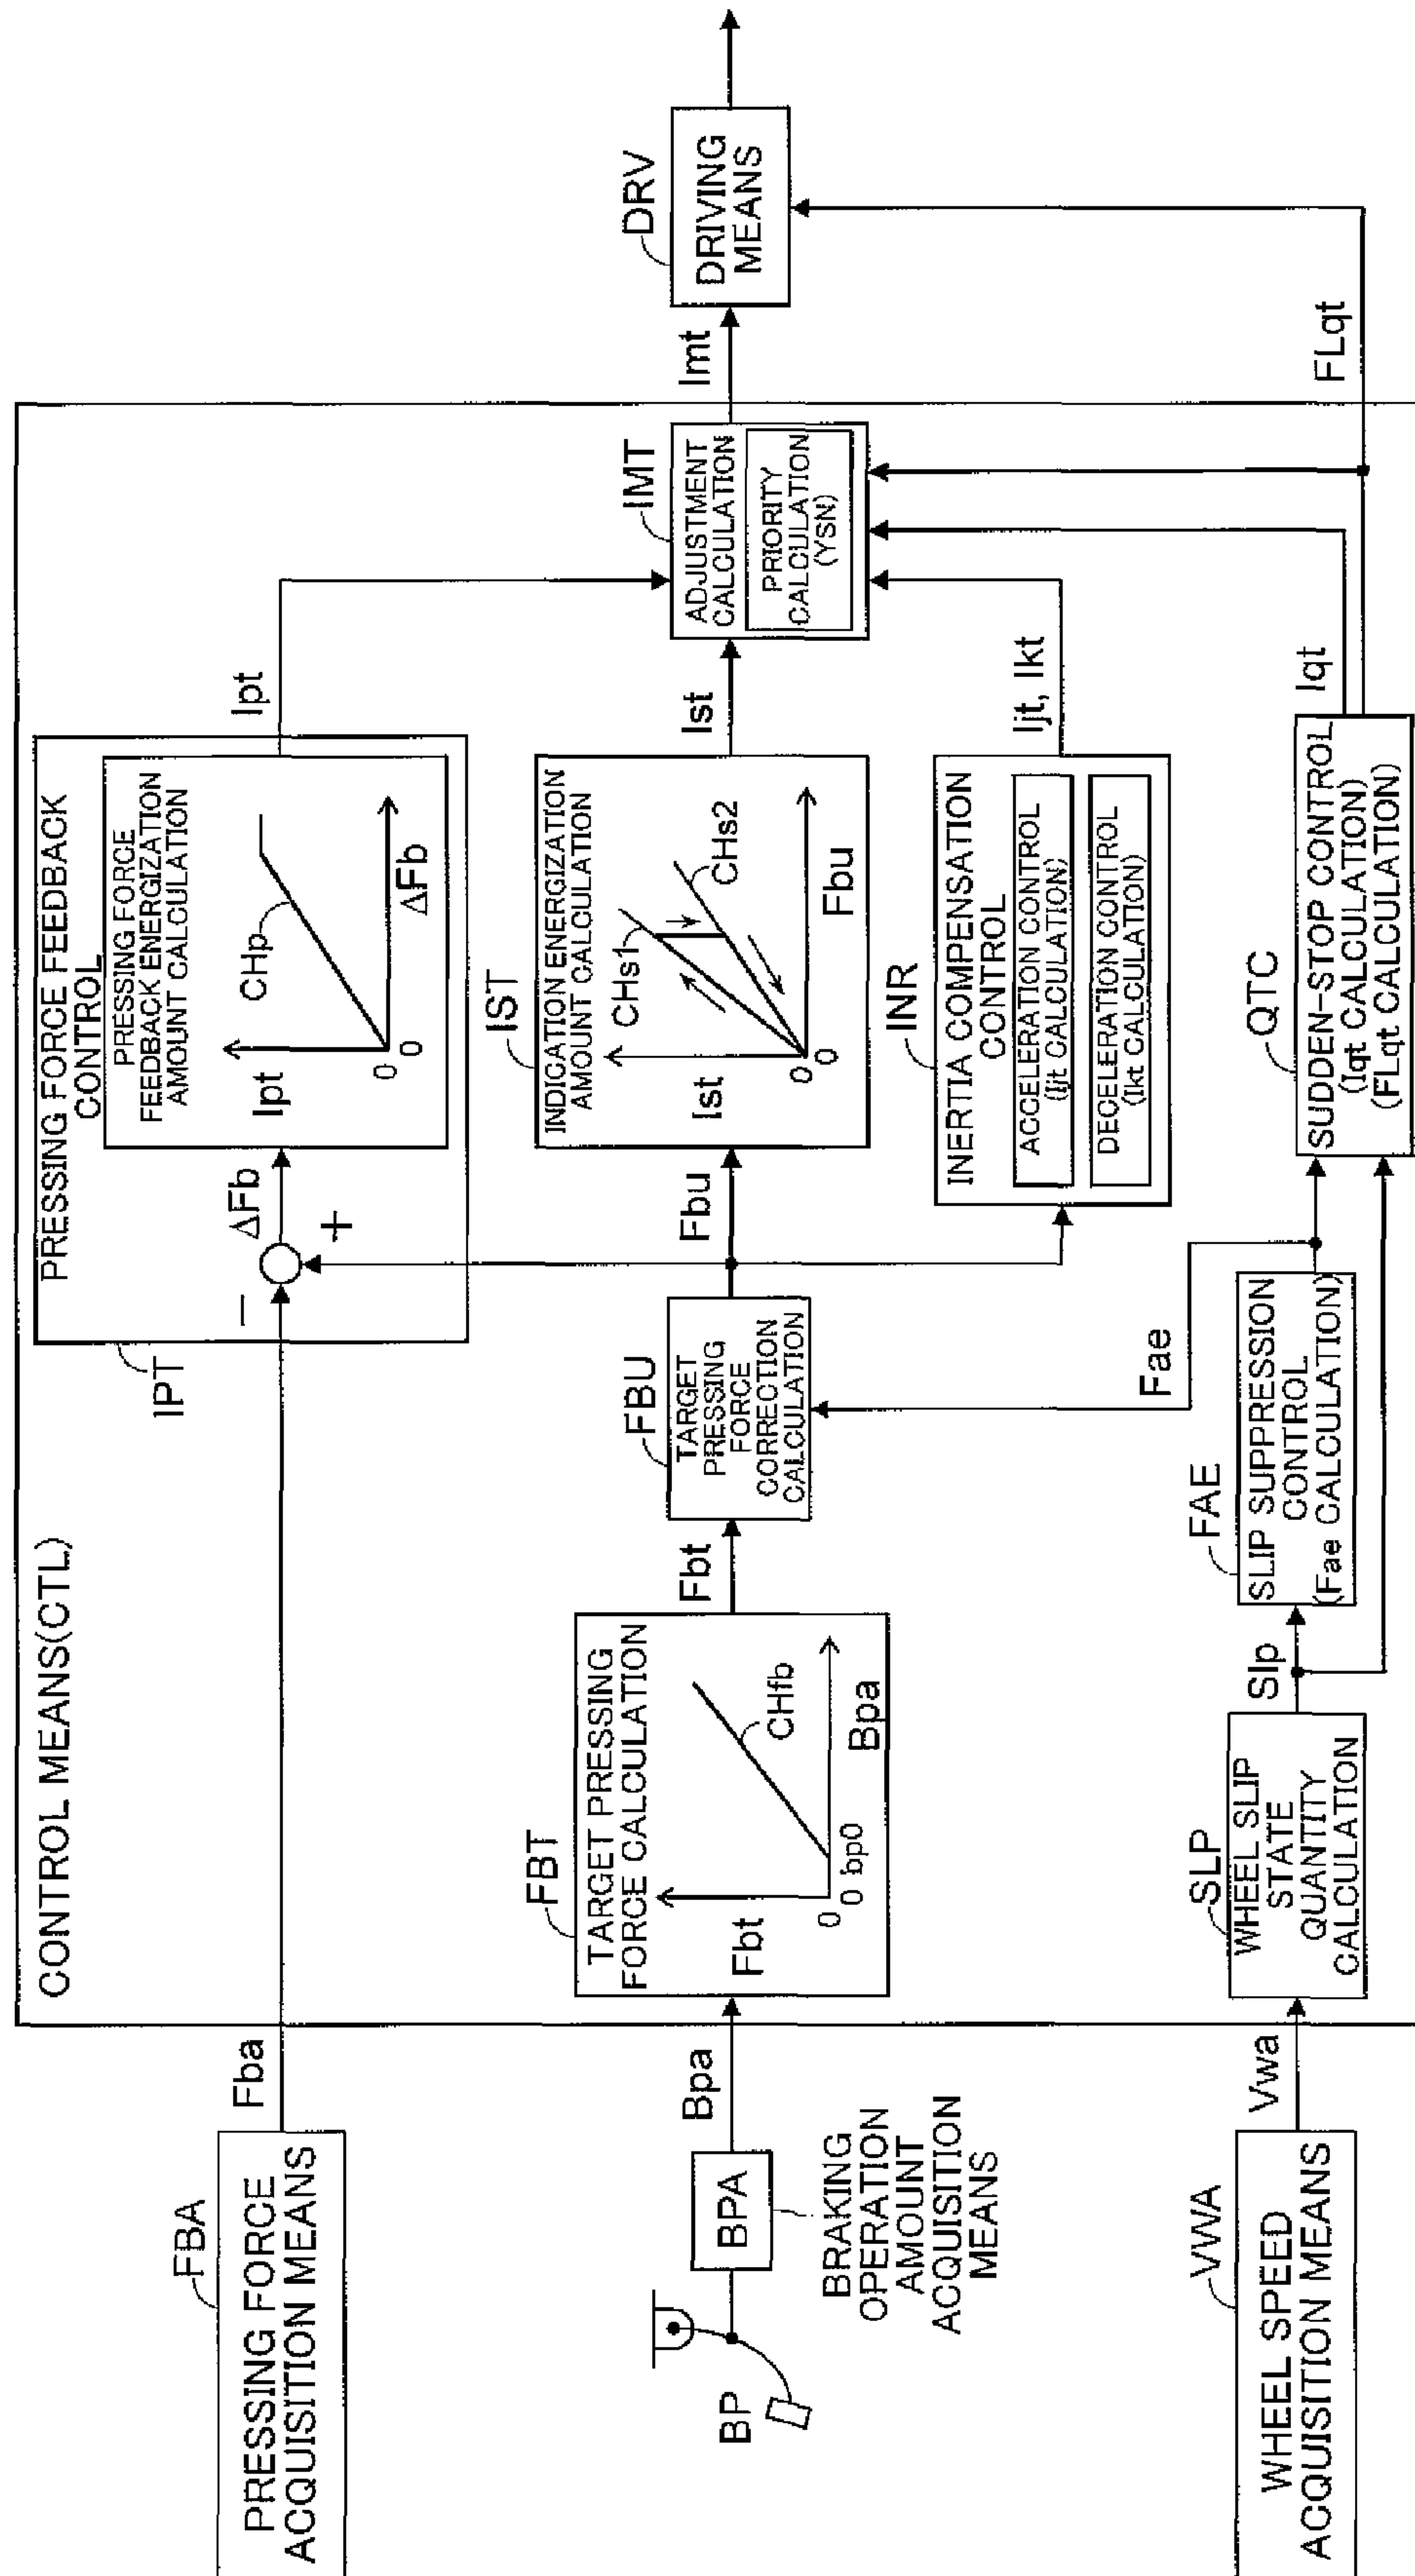 CONTROL MEANS(CTL)
FBA
PRESSING FORCE
ACQUISITION MEANS
Fba
IPT
PRESSING FORCE FEEDBACK
CONTROL
−
+
ΔFb
PRESSING FORCE
FEEDBACK ENERGIZATION
AMOUNT CALCULATION
Ipt
CHp
0
ΔFb
Ipt
BP
BPA
BRAKING
OPERATION
AMOUNT
ACQUISITION
MEANS
Bpa
FBT
TARGET PRESSING
FORCE CALCULATION
Fbt
CHfb
0
0 bp0
Bpa
Fbt
FBU
TARGET
PRESSING
FORCE
CORRECTION
CALCULATION
Fbu
IST
INDICATION ENERGIZATION
AMOUNT CALCULATION
Ist
CHs1
CHs2
0
0
Fbu
Ist
IMT
ADJUSTMENT
CALCULATION
PRIORITY
CALCULATION
(YSN)
Imt
DRV
DRIVING
MEANS
INR
INERTIA COMPENSATION
CONTROL
ACCELERATION CONTROL
(Ijt CALCULATION)
DECELERATION CONTROL
(Ikt CALCULATION)
Ijt, Ikt
VWA
WHEEL SPEED
ACQUISITION MEANS
Vwa
SLP
WHEEL SLIP
STATE
QUANTITY
CALCULATION
Slp
FAE
SLIP SUPPRESSION
CONTROL
(Fae CALCULATION)
Fae
QTC
SUDDEN-STOP CONTROL
(Iqt CALCULATION)
(FLqt CALCULATION)
Iqt
FLqt